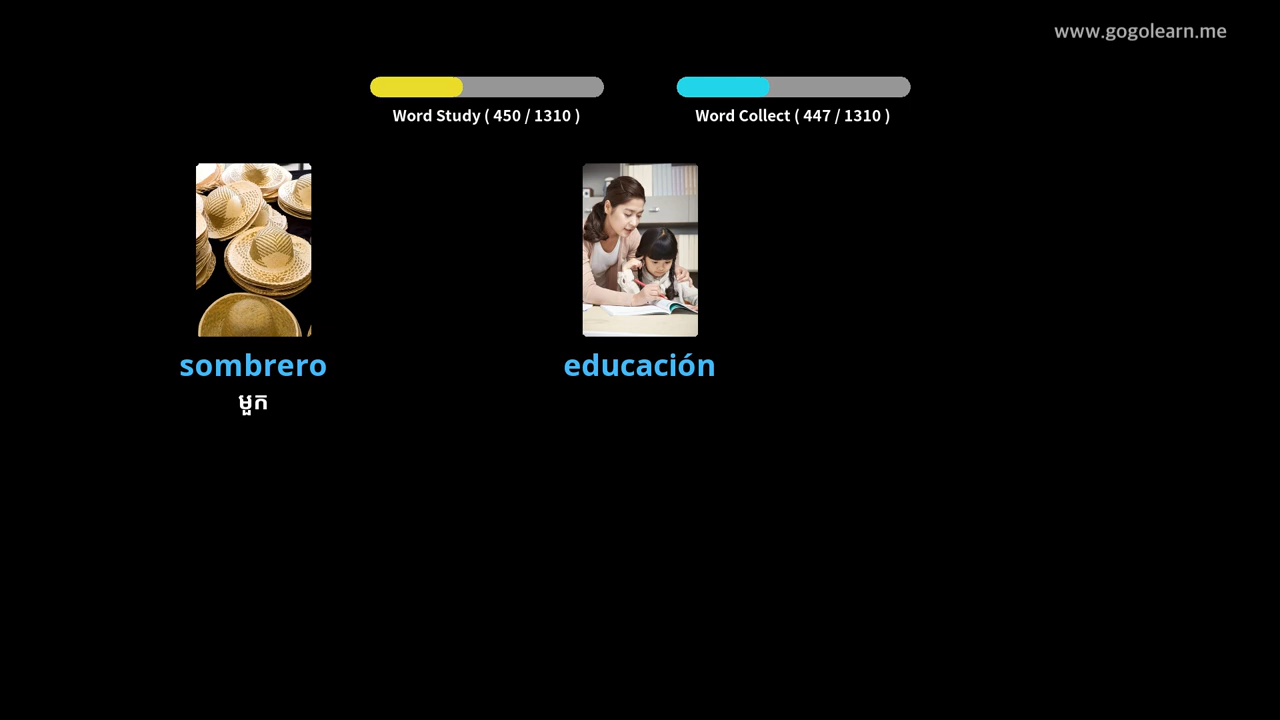 www.gogolearn.me
Word Study ( 450 / 1310 )
Word Collect ( 447 / 1310 )
sombrero
educación
មួក